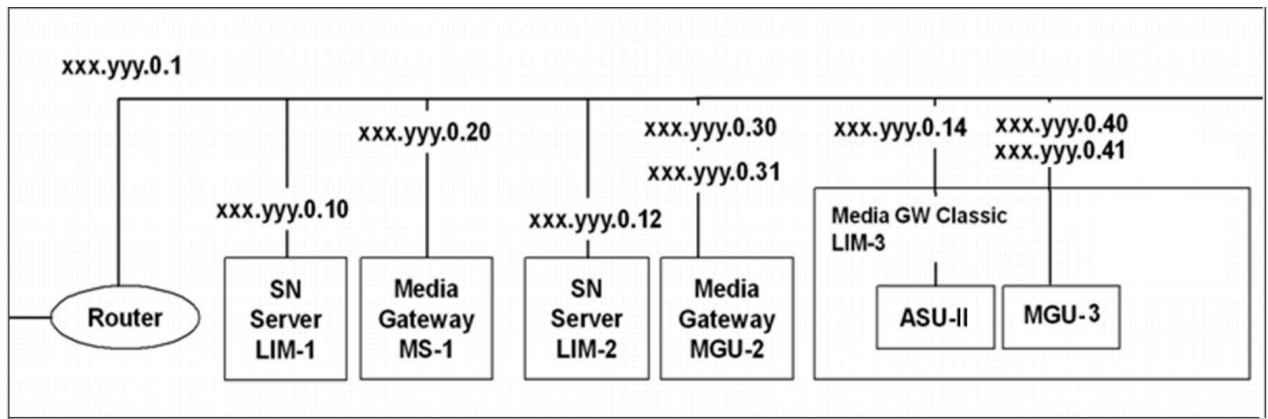 xxx.yyy.0.1
xxx.yyy.0.20
xxx.yyy.0.30
xxx.yyy.0.31
xxx.yyy.0.14
xxx.yyy.0.40
xxx.yyy.0.41
xxx.yyy.0.10
xxx.yyy.0.12
Router
SN
Server
LIM-1
Media
Gateway
MS-1
SN
Server
LIM-2
Media
Gateway
MGU-2
Media GW Classic
LIM-3
ASU-II
MGU-3